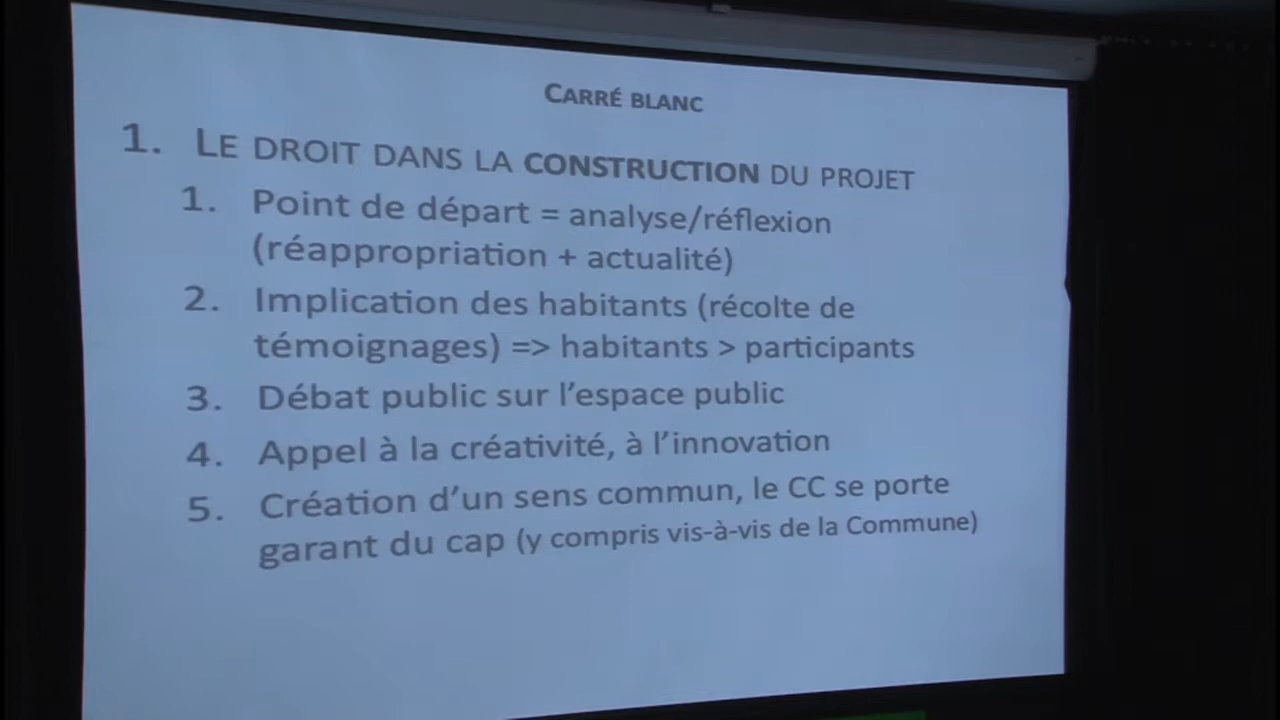 CARRÉ BLANC
1. LE DROIT DANS LA CONSTRUCTION DU PROJET
1. Point de départ = analyse/réflexion
(réappropriation + actualité)
2. Implication des habitants (récolte de
témoignages) => habitants > participants
3. Débat public sur l’espace public
4. Appel à la créativité, à l’innovation
5. Création d’un sens commun, le CC se porte
garant du cap (y compris vis-à-vis de la Commune)